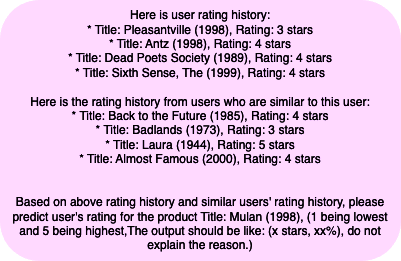 Here is user rating history:
* Title: Pleasantville (1998), Rating: 3 stars
* Title: Antz (1998), Rating: 4 stars
* Title: Dead Poets Society (1989), Rating: 4 stars
* Title: Sixth Sense, The (1999), Rating: 4 stars
Here is the rating history from users who are similar to this user:
* Title: Back to the Future (1985), Rating: 4 stars
* Title: Badlands (1973), Rating: 3 stars
* Title: Laura (1944), Rating: 5 stars
* Title: Almost Famous (2000), Rating: 4 stars
Based on above rating history and similar users' rating history, please
predict user's rating for the product Title: Mulan (1998), (1 being lowest
and 5 being highest,The output should be like: (x stars, xx%), do not
explain the reason.)